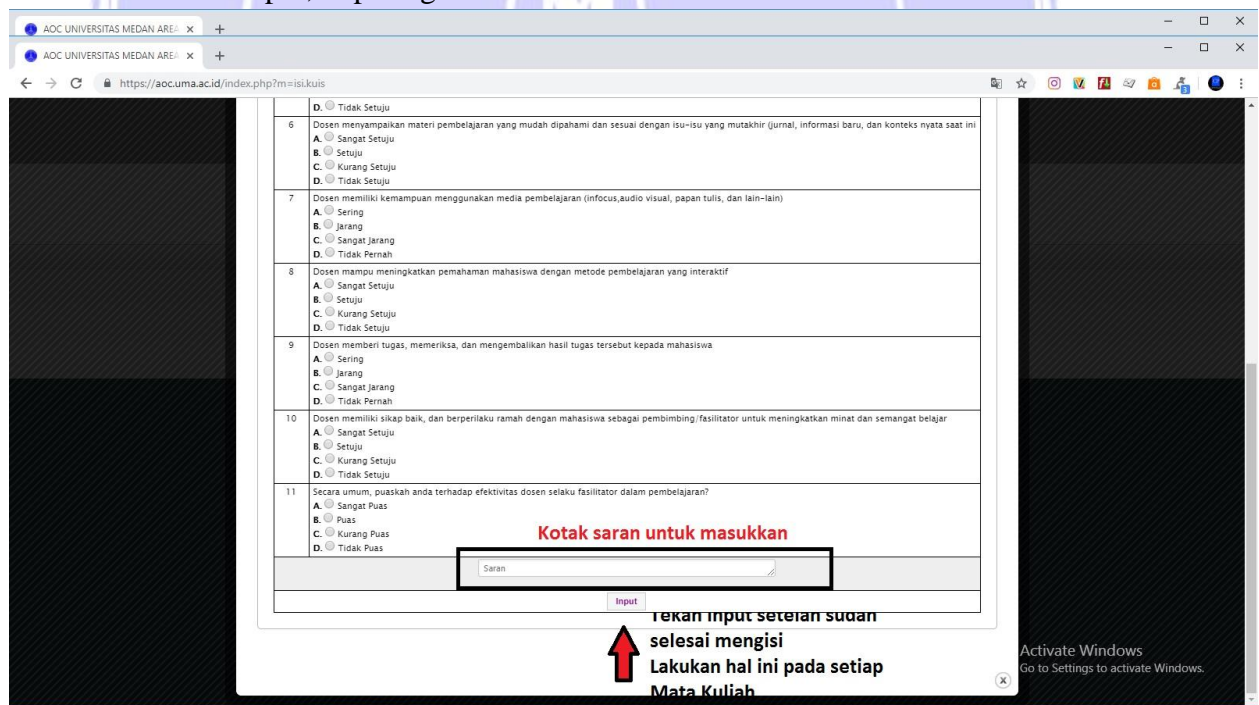 AOC UNIVERSITAS MEDAN AREA
AOC UNIVERSITAS MEDAN AREA
https://aoc.uma.ac.id/index.php?m=isi.kuis
D. Tidak Setuju
6 Dosen menyampaikan materi pembelajaran yang mudah dipahami dan sesuai dengan isu-isu yang mutakhir (jurnal, informasi baru, dan konteks nyata saat ini
A. Sangat Setuju
B. Setuju
C. Kurang Setuju
D. Tidak Setuju
7 Dosen memiliki kemampuan menggunakan media pembelajaran (infocus,audio visual, papan tulis, dan lain-lain)
A. Sering
B. Jarang
C. Sangat Jarang
D. Tidak Pernah
8 Dosen mampu meningkatkan pemahaman mahasiswa dengan metode pembelajaran yang interaktif
A. Sangat Setuju
B. Setuju
C. Kurang Setuju
D. Tidak Setuju
9 Dosen memberi tugas, memeriksa, dan mengembalikan hasil tugas tersebut kepada mahasiswa
A. Sering
B. Jarang
C. Sangat Jarang
D. Tidak Pernah
10 Dosen memiliki sikap baik, dan berperilaku ramah dengan mahasiswa sebagai pembimbing/fasilitator untuk meningkatkan minat dan semangat belajar
A. Sangat Setuju
B. Setuju
C. Kurang Setuju
D. Tidak Setuju
11 Secara umum, puaskah anda terhadap efektivitas dosen selaku fasilitator dalam pembelajaran?
A. Sangat Puas
B. Puas
C. Kurang Puas
D. Tidak Puas
Kotak saran untuk masukkan
Saran
Input
Tekan input setelah sudah
selesai mengisi
Lakukan hal ini pada setiap
Mata Kuliah
Activate Windows
Go to Settings to activate Windows.